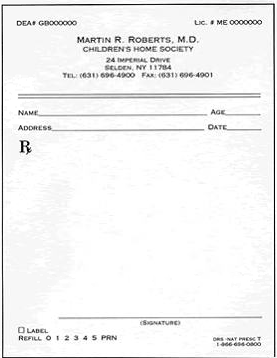 DEA# GB000000 LIC. # ME 0000000
MARTIN R. ROBERTS, M.D.
CHILDREN'S HOME SOCIETY
24 IMPERIAL DRIVE
SELDEN, NY 11784
TEL: (631) 696-4900 FAX: (631) 696-4901
NAME AGE
ADDRESS DATE
℞
(SIGNATURE)
☐ LABEL
REFILL 0 1 2 3 4 5 PRN
DRS -NAT PRESC T
1-866-696-0800